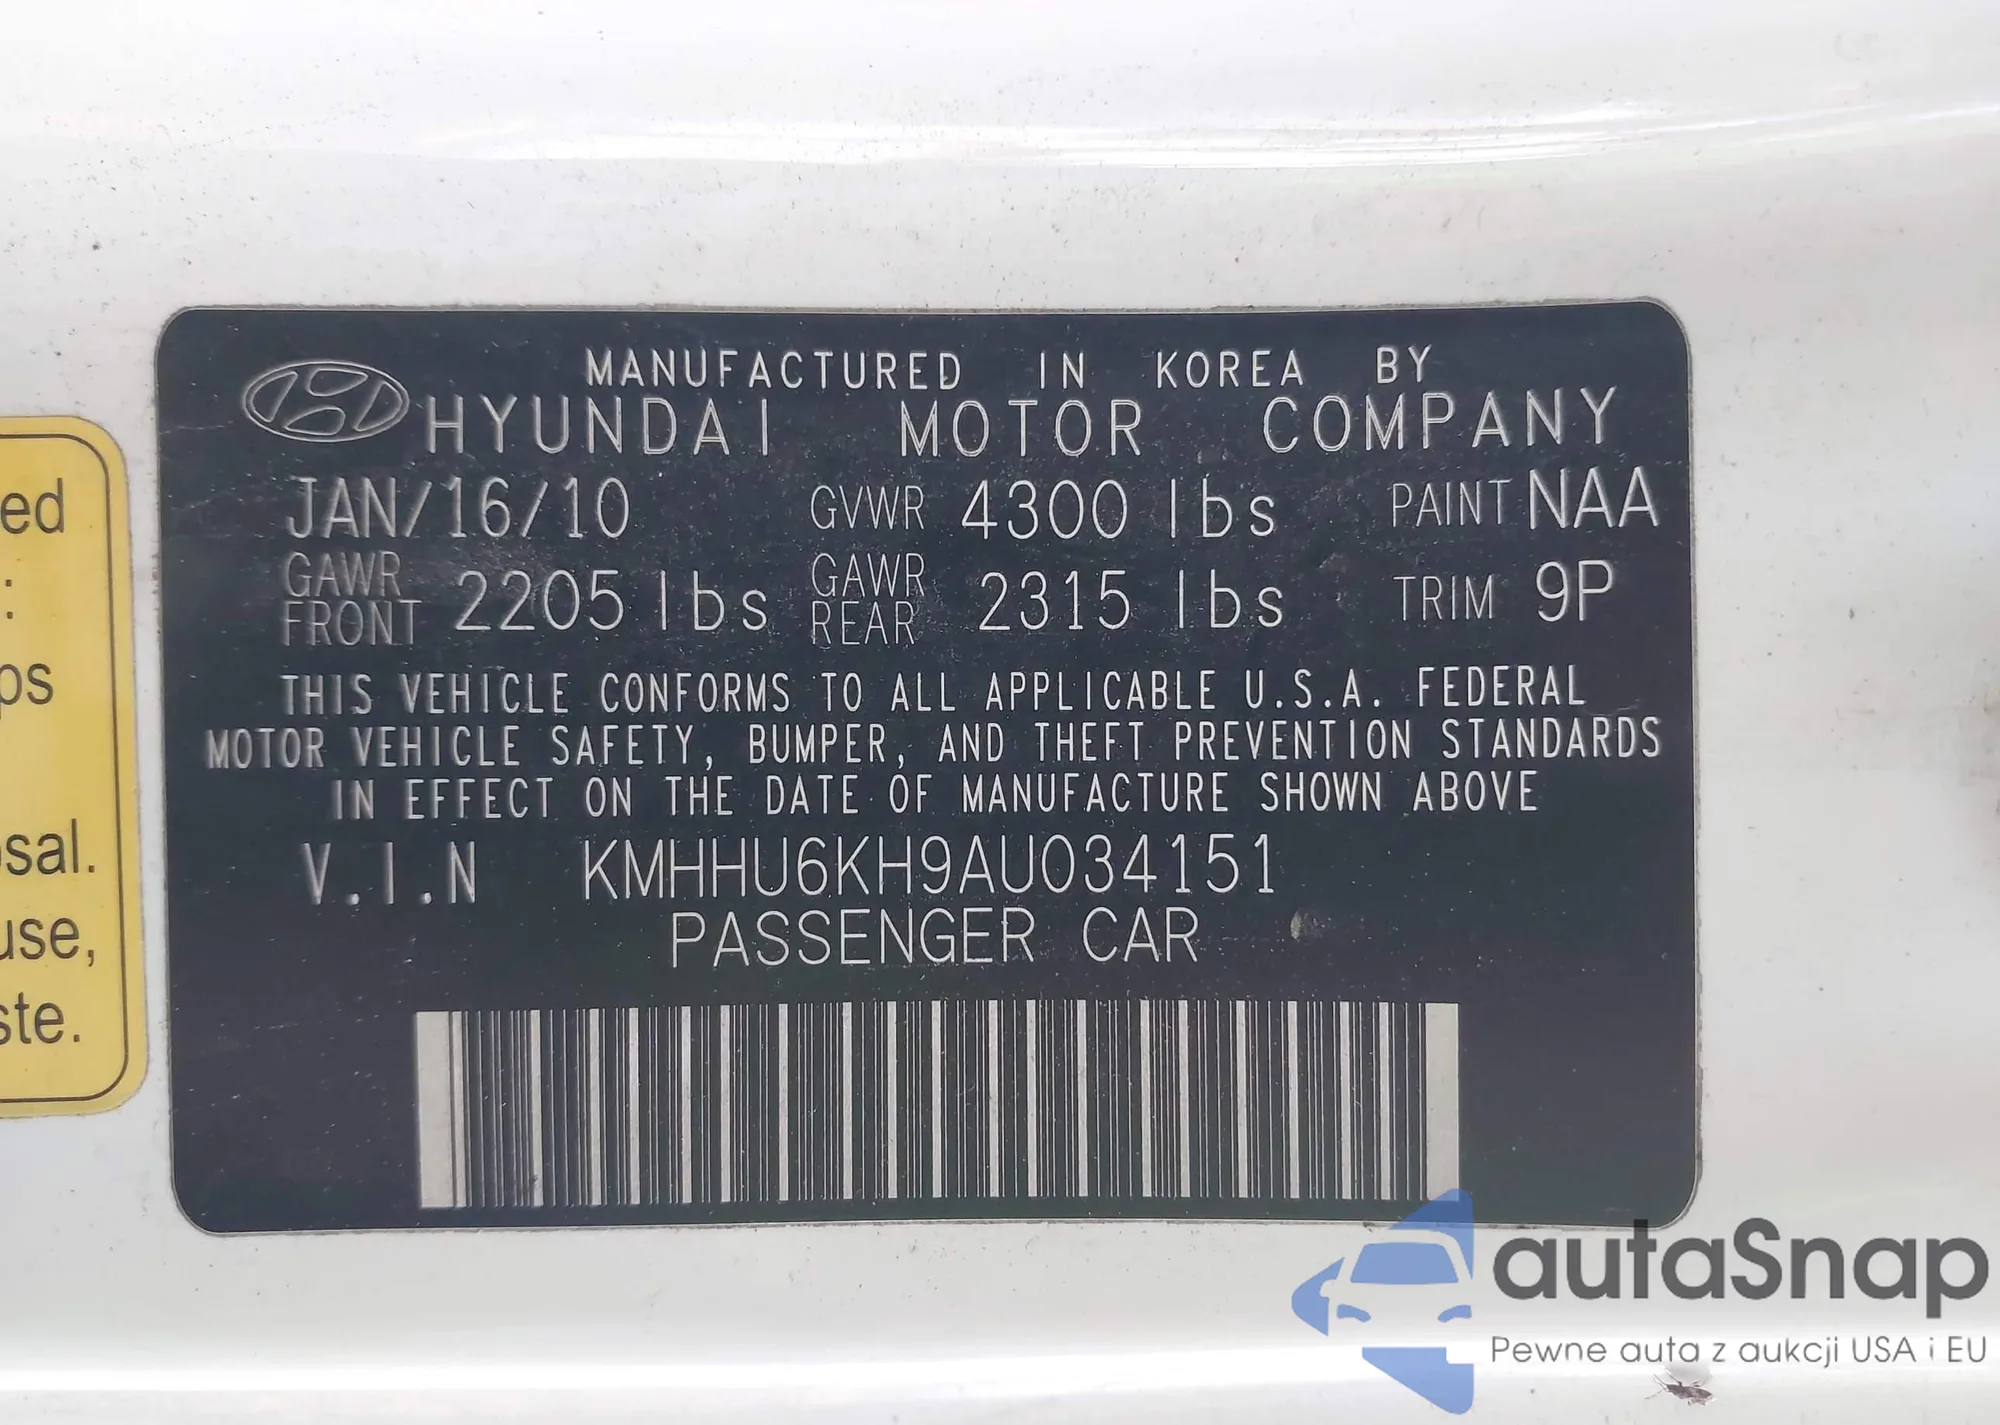 MANUFACTURED IN KOREA BY
HYUNDAI MOTOR COMPANY
JAN/16/10 GVWR 4300 lbs PAINT NAA
GAWR FRONT 2205 lbs GAWR REAR 2315 lbs TRIM 9P
THIS VEHICLE CONFORMS TO ALL APPLICABLE U.S.A. FEDERAL
MOTOR VEHICLE SAFETY, BUMPER, AND THEFT PREVENTION STANDARDS
IN EFFECT ON THE DATE OF MANUFACTURE SHOWN ABOVE
V.I.N KMHHU6KH9AU034151
PASSENGER CAR
ed
:
ps
sal.
use,
ste.
autaSnap
Pewne auta z aukcji USA i EU